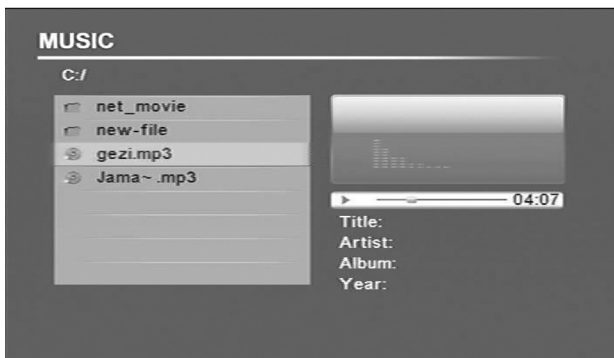 MUSIC
C:/
net_movie
new-file
gezi.mp3
Jama~ .mp3
04:07
Title:
Artist:
Album:
Year: